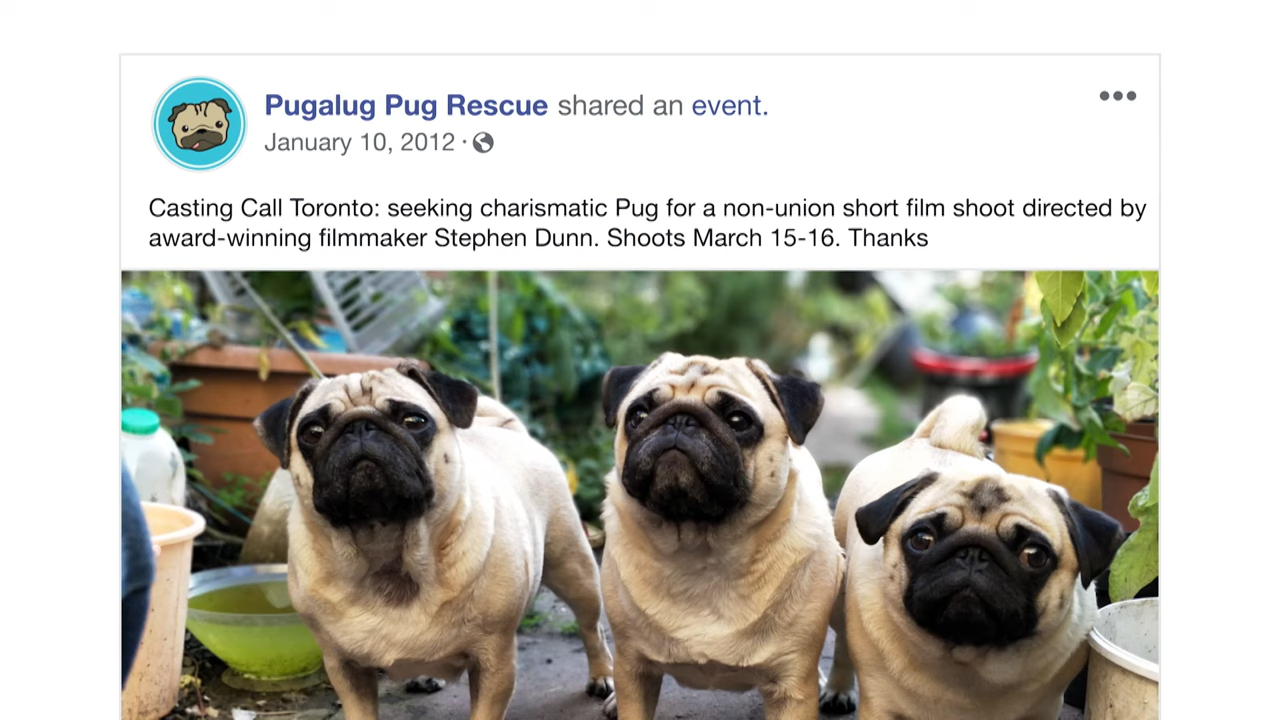 Pugalug Pug Rescue shared an event.
January 10, 2012 ·
Casting Call Toronto: seeking charismatic Pug for a non-union short film shoot directed by
award-winning filmmaker Stephen Dunn. Shoots March 15-16. Thanks